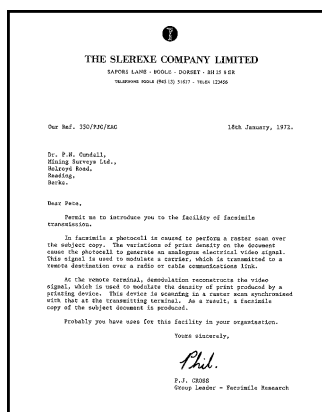 THE SLEREXE COMPANY LIMITED
SAPORS LANE - BOOLE - DORSET - BH 25 8 ER
TELEPHONE BOOLE (945 13) 51617 - TELEX 123456
Our Ref. 350/PJC/EAC 18th January, 1972.
Dr. P.N. Cundall,
Mining Surveys Ltd.,
Holroyd Road,
Reading,
Berks.
Dear Pete,
Permit me to introduce you to the facility of facsimile
transmission.
In facsimile a photocell is caused to perform a raster scan over
the subject copy. The variations of print density on the document
cause the photocell to generate an analogous electrical video signal.
This signal is used to modulate a carrier, which is transmitted to a
remote destination over a radio or cable communications link.
At the remote terminal, demodulation reconstructs the video
signal, which is used to modulate the density of print produced by a
printing device. This device is scanning in a raster scan synchronised
with that at the transmitting terminal. As a result, a facsimile
copy of the subject document is produced.
Probably you have uses for this facility in your organisation.
Yours sincerely,
Phil.
P.J. CROSS
Group Leader - Facsimile Research